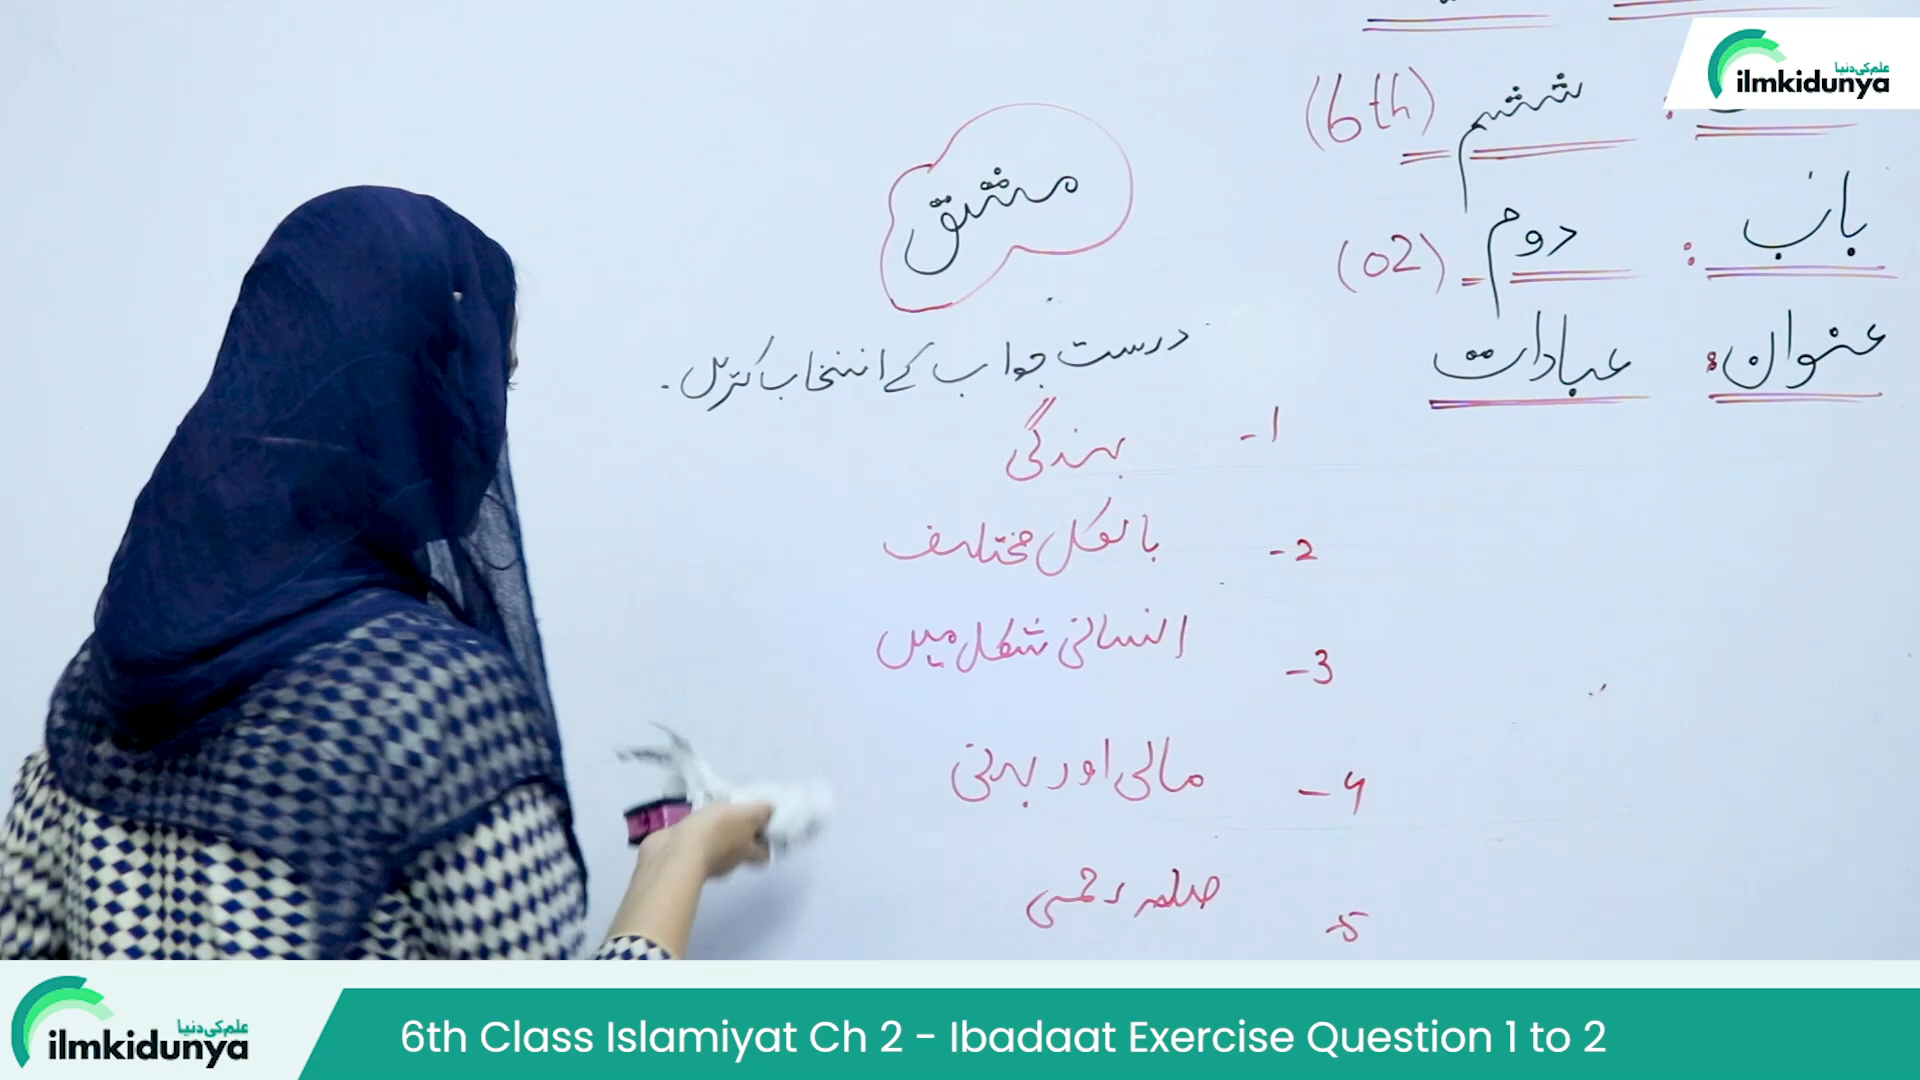 علم کی دنیا
ilmkidunya
ششم (6th)
باب : دوم (02)
عنوان: عبادات
مشق
درست جواب کے انتخاب کریں۔
1- بندگی
2- بالکل مختلف
3- انسانی شکل میں
4- مالی اور بدنی
5- صلہ رحمی
علم کی دنیا
ilmkidunya
6th Class Islamiyat Ch 2 - Ibadaat Exercise Question 1 to 2